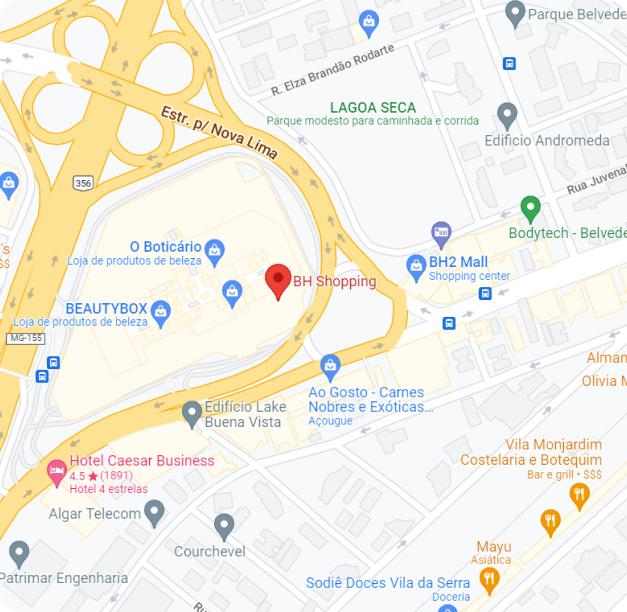 Parque Belvede
R. Elza Brandão Rodarte
LAGOA SECA
Parque modesto para caminhada e corrida
Estr. p/ Nova Lima
Edificio Andromeda
356
Rua Juvenal
's
$$
Bodytech - Belvede
O Boticário
Loja de produtos de beleza
BH2 Mall
Shopping center
BH Shopping
BEAUTYBOX
Loja de produtos de beleza
MG-155
Alman
Olivia M
Ao Gosto - Carnes
Nobres e Exóticas...
Açougue
Edifício Lake
Buena Vista
Vila Monjardim
Costelaria e Botequim
Bar e grill • $$$
Hotel Caesar Business
4.5 ★ (1891)
Hotel 4 estrelas
Algar Telecom
Courchevel
Mayu
Asiática
Patrimar Engenharia
Sodiê Doces Vila da Serra
Doceria
Ru